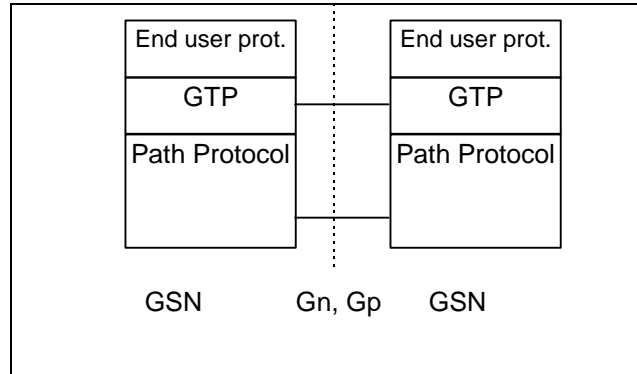 End user prot. End user prot.
GTP GTP
Path Protocol Path Protocol
GSN Gn, Gp GSN